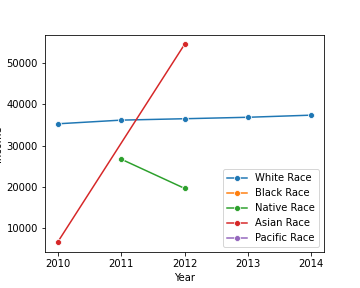 50000
40000
30000
20000
10000
2010 2011 2012 2013 2014
Year
White Race
Black Race
Native Race
Asian Race
Pacific Race